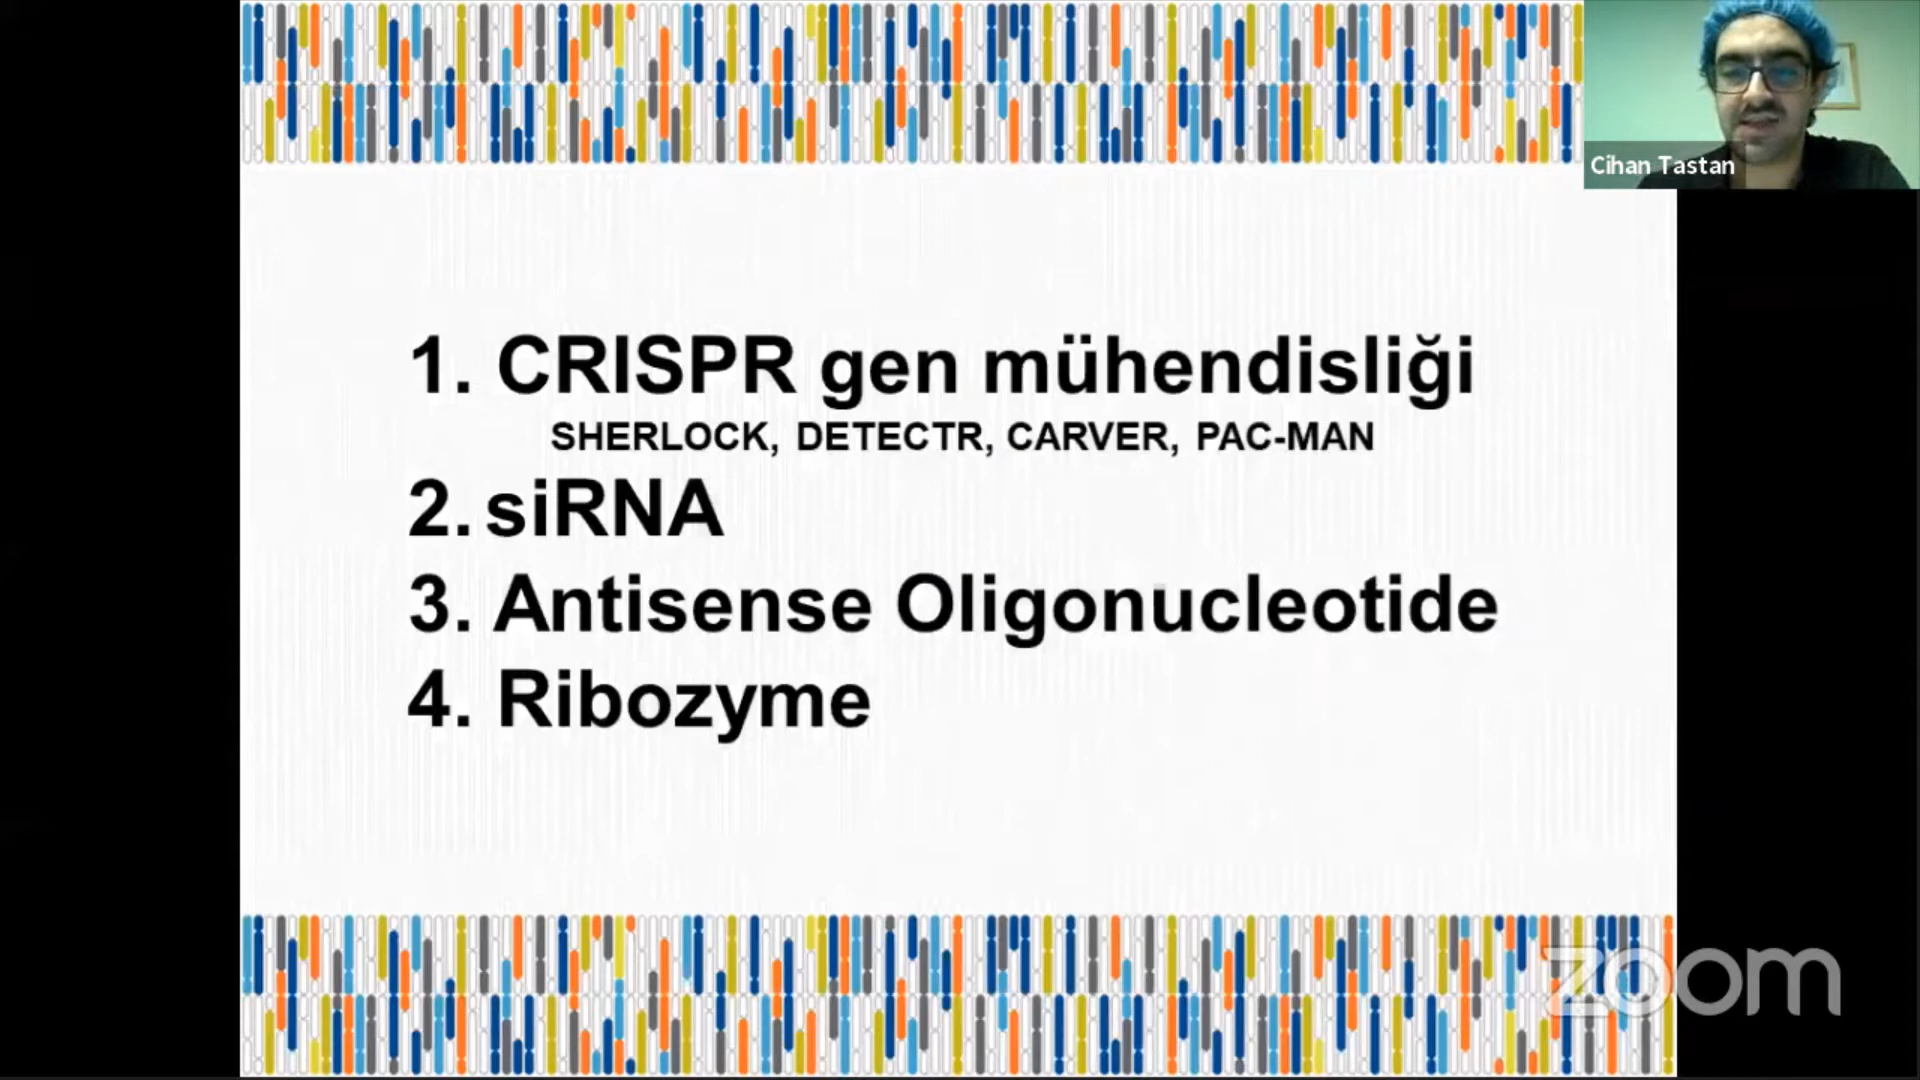 Cihan Tastan
1. CRISPR gen mühendisliği
SHERLOCK, DETECTR, CARVER, PAC-MAN
2. siRNA
3. Antisense Oligonucleotide
4. Ribozyme
zoom